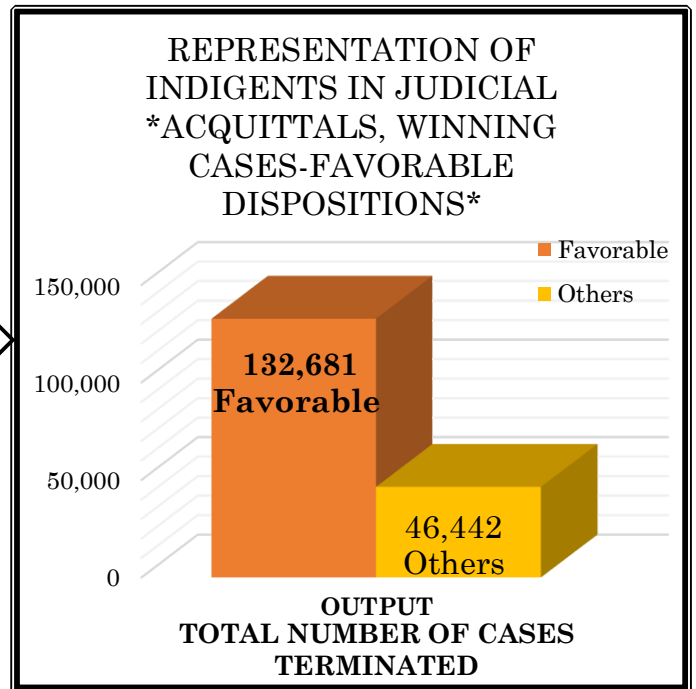 REPRESENTATION OF
INDIGENTS IN JUDICIAL
*ACQUITTALS, WINNING
CASES-FAVORABLE
DISPOSITIONS*
Favorable
Others
150,000
100,000
50,000
0
132,681
Favorable
46,442
Others
OUTPUT
TOTAL NUMBER OF CASES
TERMINATED